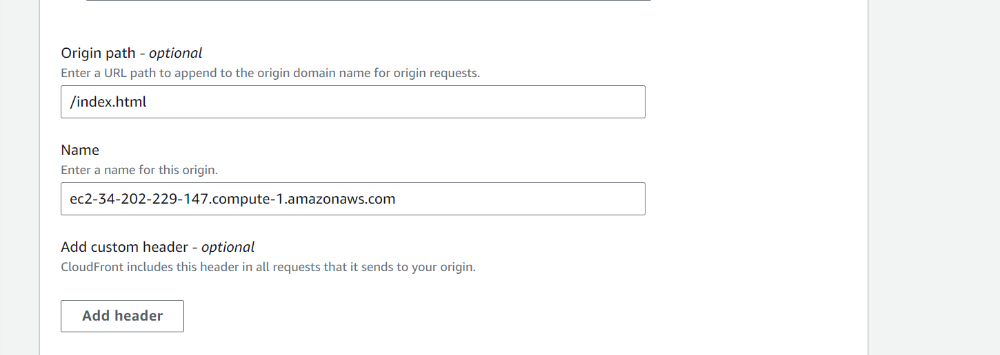 Origin path - optional
Enter a URL path to append to the origin domain name for origin requests.
/index.html
Name
Enter a name for this origin.
ec2-34-202-229-147.compute-1.amazonaws.com
Add custom header - optional
CloudFront includes this header in all requests that it sends to your origin.
Add header